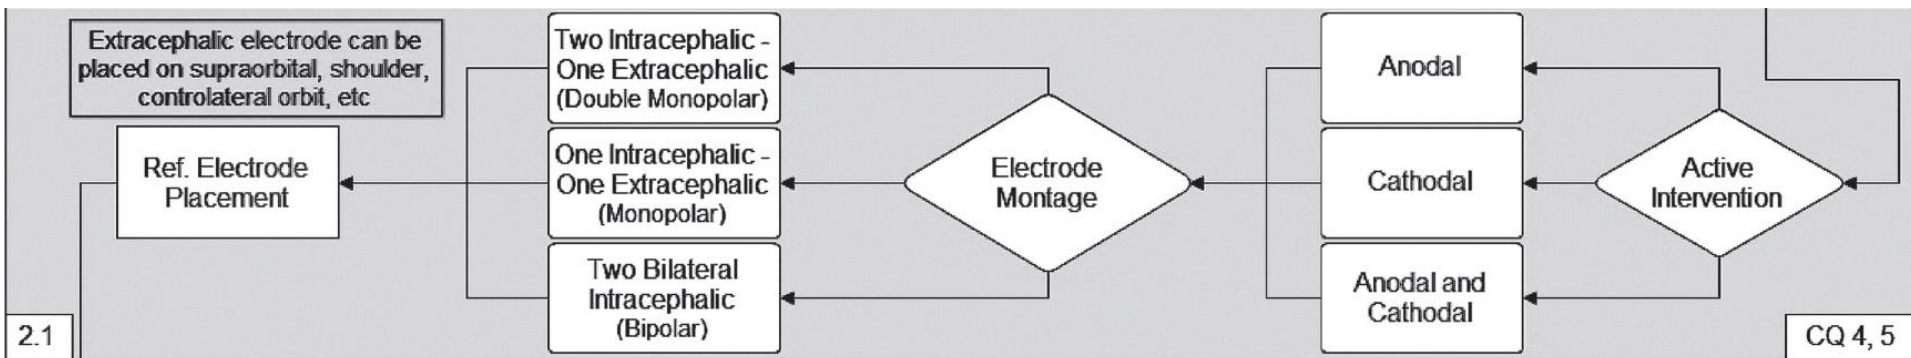 Extracephalic electrode can be
placed on supraorbital, shoulder,
controlateral orbit, etc
Ref. Electrode
Placement
Two Intracephalic -
One Extracephalic
(Double Monopolar)
One Intracephalic -
One Extracephalic
(Monopolar)
Two Bilateral
Intracephalic
(Bipolar)
Electrode
Montage
Anodal
Cathodal
Anodal and
Cathodal
Active
Intervention
2.1
CQ 4, 5